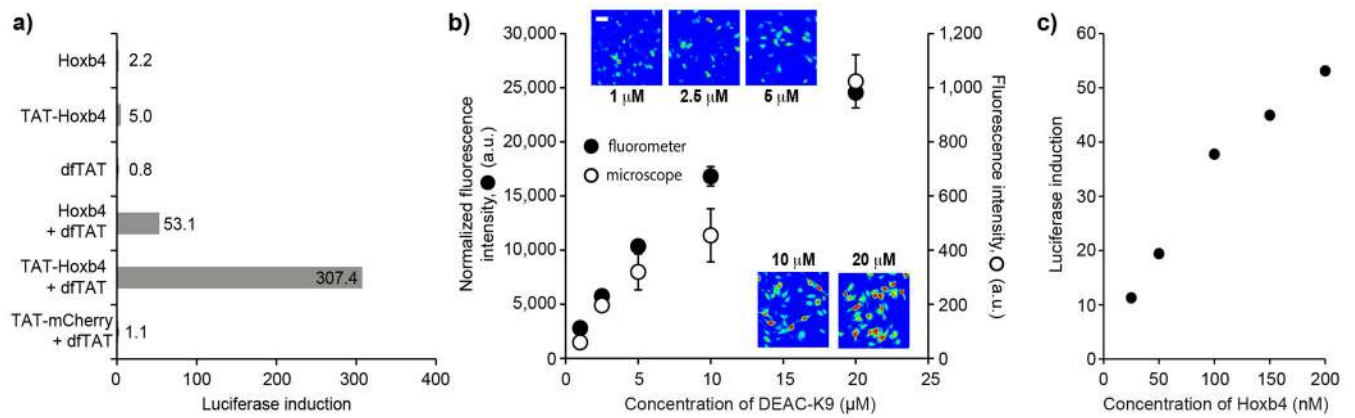 a)
Hoxb4
2.2
TAT-Hoxb4
5.0
dfTAT
0.8
Hoxb4
+ dfTAT
53.1
TAT-Hoxb4
+ dfTAT
307.4
TAT-mCherry
+ dfTAT
1.1
0
100
200
300
400
Luciferase induction
b)
Normalized fluorescence
intensity, (a.u.)
30,000
25,000
20,000
15,000
10,000
5,000
0
1 µM
2.5 µM
5 µM
fluorometer
microscope
10 µM
20 µM
0
5
10
15
20
25
Concentration of DEAC-K9 (µM)
1,200
1,000
800
600
400
200
0
Fluorescence intensity,
(a.u.)
c)
Luciferase induction
60
50
40
30
20
10
0
0
50
100
150
200
Concentration of Hoxb4 (nM)